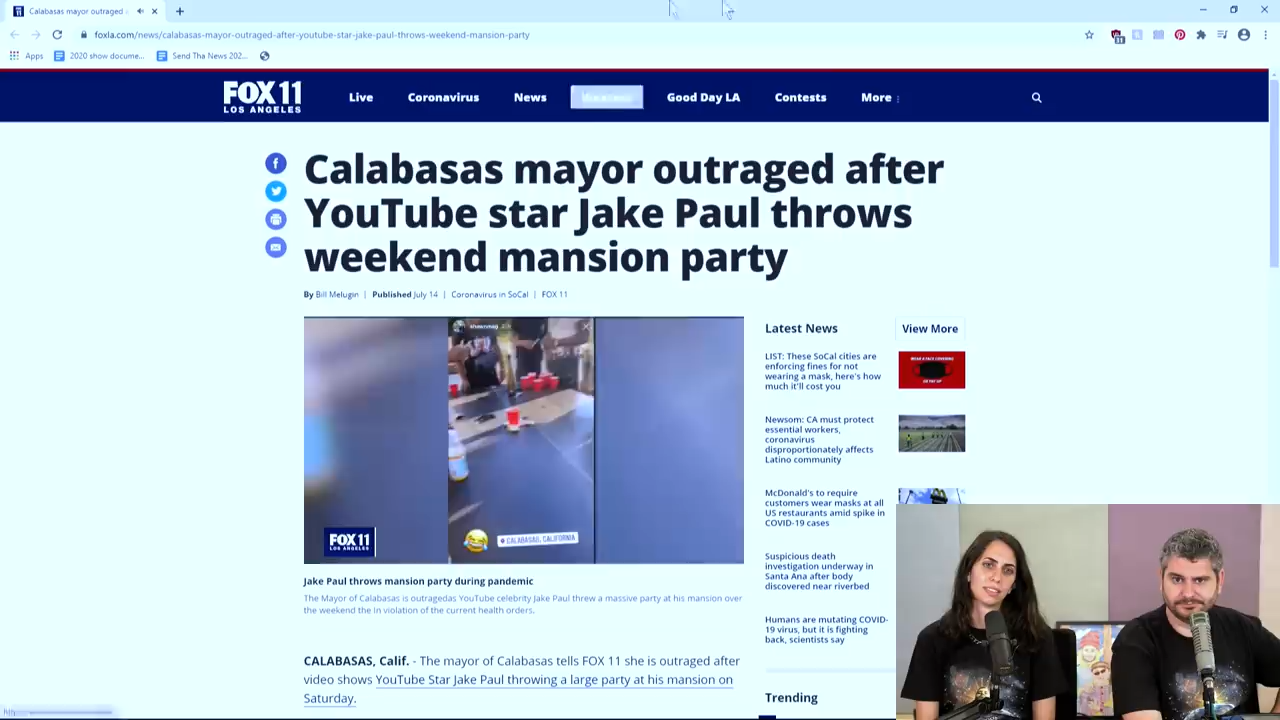 Calabasas mayor outraged a
foxla.com/news/calabasas-mayor-outraged-after-youtube-star-jake-paul-throws-weekend-mansion-party
Apps 2020 show docume... Send Tha News 202...
FOX 11
LOS ANGELES
Live Coronavirus News Good Day LA Contests More
Calabasas mayor outraged after
YouTube star Jake Paul throws
weekend mansion party
By Bill Melugin | Published July 14 | Coronavirus in SoCal | FOX 11
FOX 11
LOS ANGELES
CALABASAS, CALIFORNIA
Jake Paul throws mansion party during pandemic
The Mayor of Calabasas is outragedas YouTube celebrity Jake Paul threw a massive party at his mansion over
the weekend the in violation of the current health orders.
CALABASAS, Calif. - The mayor of Calabasas tells FOX 11 she is outraged after
video shows YouTube Star Jake Paul throwing a large party at his mansion on
Saturday.
Latest News View More
LIST: These SoCal cities are
enforcing fines for not
wearing a mask, here's how
much it'll cost you
Newsom: CA must protect
essential workers,
coronavirus
disproportionately affects
Latino community
McDonald's to require
customers wear masks at all
US restaurants amid spike in
COVID-19 cases
Suspicious death
investigation underway in
Santa Ana after body
discovered near riverbed
Humans are mutating COVID-
19 virus, but it is fighting
back, scientists say
Trending